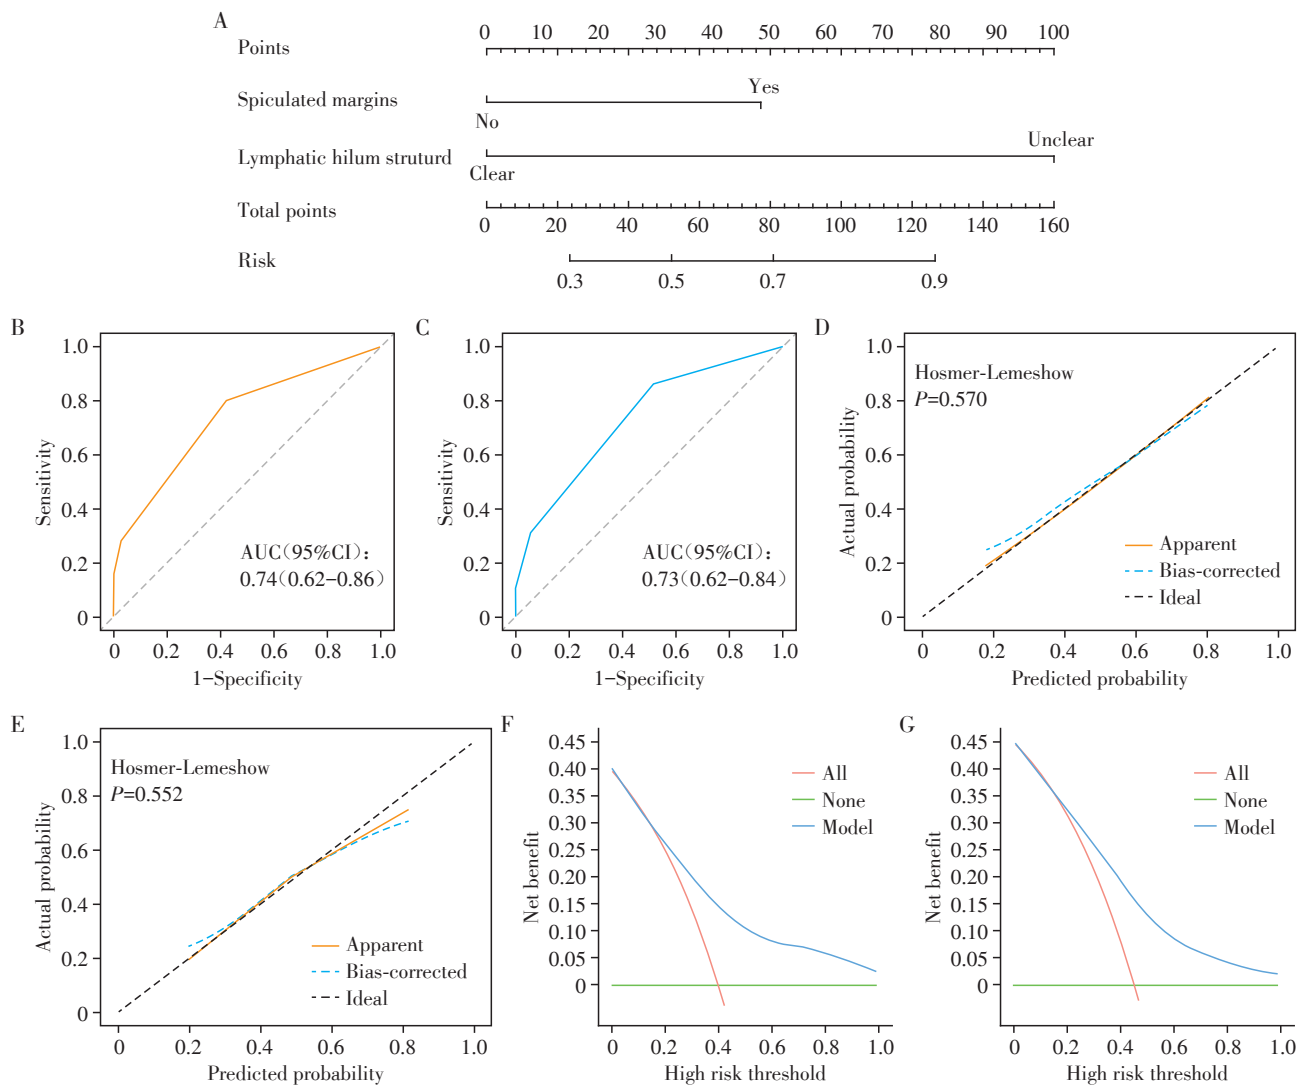 A
Points
0 10 20 30 40 50 60 70 80 90 100
Spiculated margins
Yes
No
Lymphatic hilum struturd
Unclear
Clear
Total points
0 20 40 60 80 100 120 140 160
Risk
0.3 0.5 0.7 0.9
B
Sensitivity
1.0
0.8
0.6
0.4
0.2
0
AUC(95%CI):
0.74(0.62-0.86)
0 0.2 0.4 0.6 0.8 1.0
1-Specificity
C
Sensitivity
1.0
0.8
0.6
0.4
0.2
0
AUC(95%CI):
0.73(0.62-0.84)
0 0.2 0.4 0.6 0.8 1.0
1-Specificity
D
Actual probability
1.0
0.8
0.6
0.4
0.2
0
Hosmer-Lemeshow
P=0.570
Apparent
Bias-corrected
Ideal
0 0.2 0.4 0.6 0.8 1.0
Predicted probability
E
Actual probability
1.0
0.8
0.6
0.4
0.2
0
Hosmer-Lemeshow
P=0.552
Apparent
Bias-corrected
Ideal
0 0.2 0.4 0.6 0.8 1.0
Predicted probability
F
Net benefit
0.45
0.40
0.35
0.30
0.25
0.20
0.15
0.10
0.05
0
All
None
Model
0 0.2 0.4 0.6 0.8 1.0
High risk threshold
G
Net benefit
0.45
0.40
0.35
0.30
0.25
0.20
0.15
0.10
0.05
0
All
None
Model
0 0.2 0.4 0.6 0.8 1.0
High risk threshold